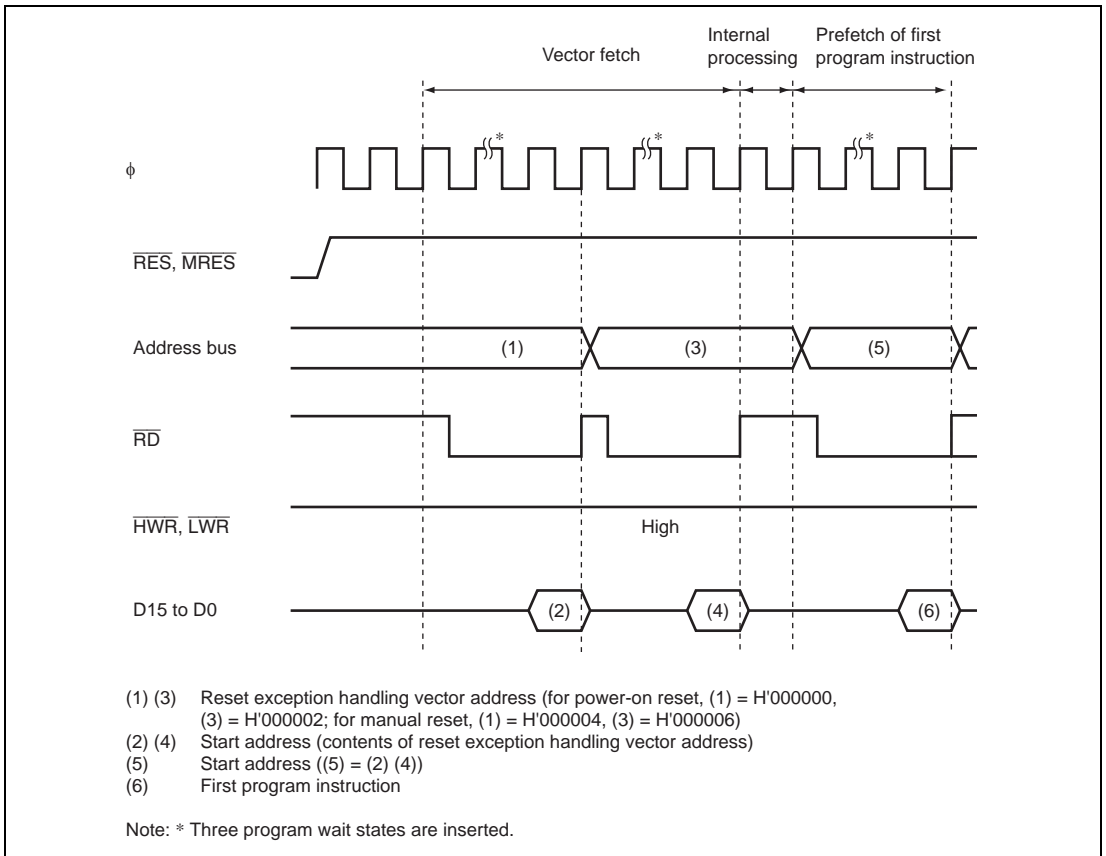 Vector fetch
Internal
processing
Prefetch of first
program instruction
* * *
ϕ
RES, MRES
Address bus
(1) (3) (5)
RD
HWR, LWR
High
D15 to D0
(2) (4) (6)
(1) (3) Reset exception handling vector address (for power-on reset, (1) = H'000000,
(3) = H'000002; for manual reset, (1) = H'000004, (3) = H'000006)
(2) (4) Start address (contents of reset exception handling vector address)
(5) Start address ((5) = (2) (4))
(6) First program instruction
Note: * Three program wait states are inserted.